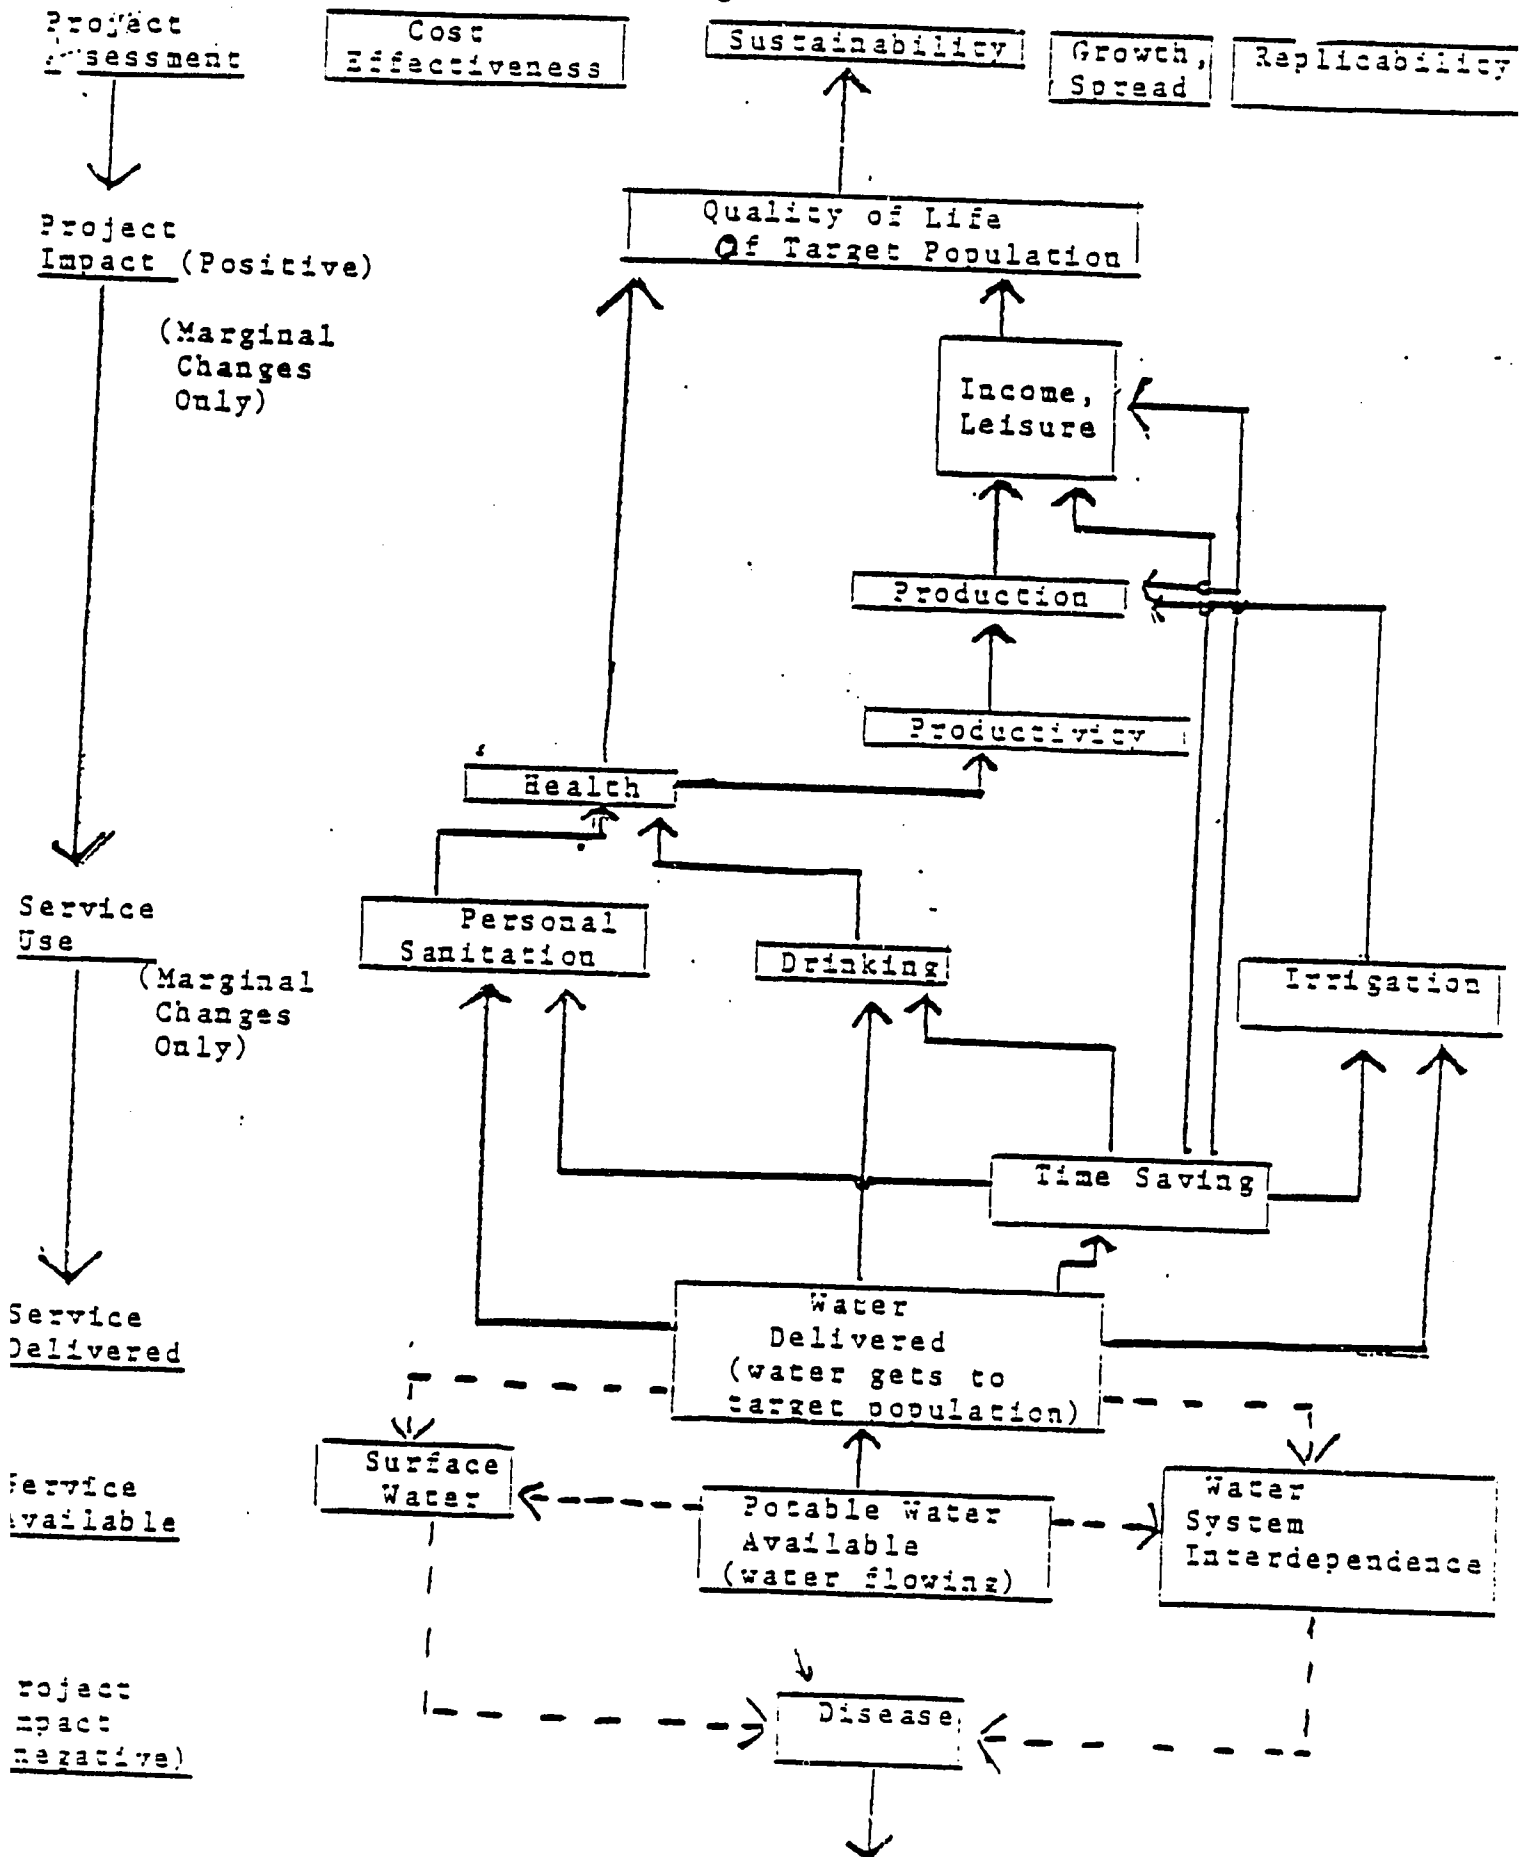 Project
Assessment
Cost
Effectiveness
Sustainability
Growth,
Spread
Replicability
Project
Impact (Positive)
(Marginal
Changes
Only)
Quality of Life
Of Target Population
Income,
Leisure
Production
Productivity
Health
Service
Use
(Marginal
Changes
Only)
Personal
Sanitation
Drinking
Irrigation
Time Saving
Service
Delivered
Water
Delivered
(water gets to
target population)
Service
Available
Surface
Water
Potable Water
Available
(water flowing)
Water
System
Interdependence
roject
mpact
negative)
Disease